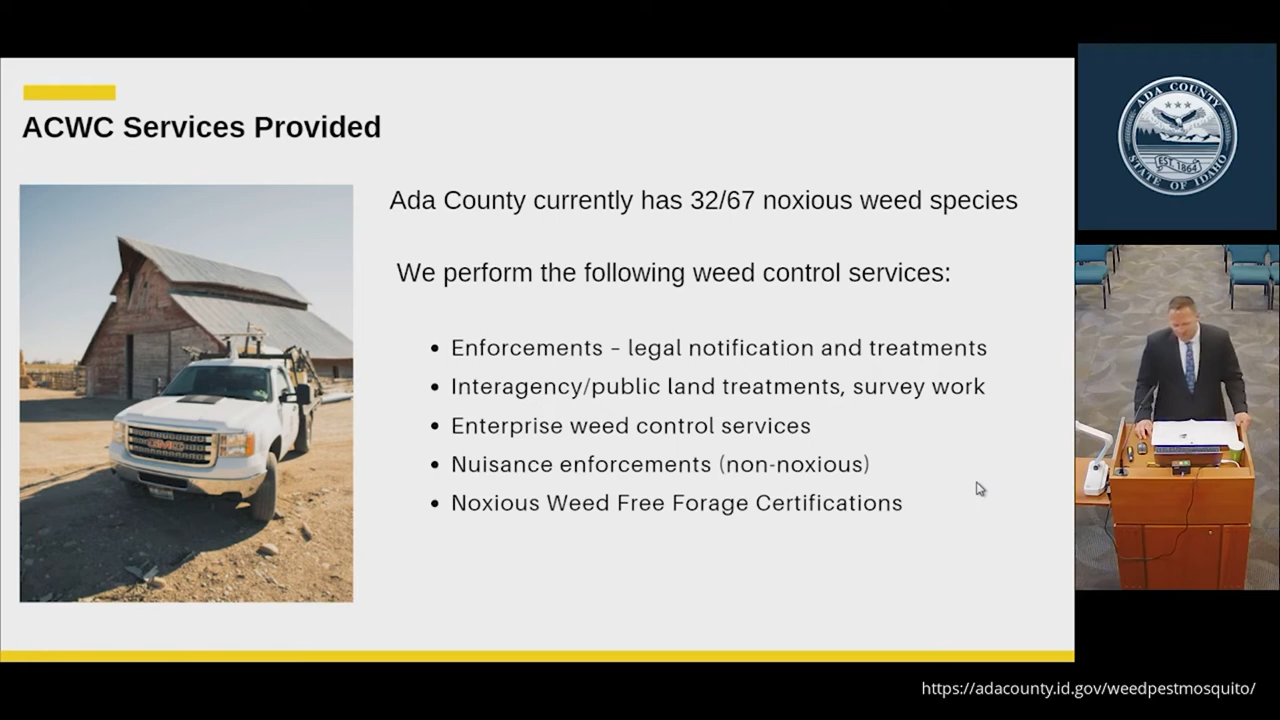 ACWC Services Provided
Ada County currently has 32/67 noxious weed species
We perform the following weed control services:
• Enforcements – legal notification and treatments
• Interagency/public land treatments, survey work
• Enterprise weed control services
• Nuisance enforcements (non-noxious)
• Noxious Weed Free Forage Certifications
GMC
ADA COUNTY
EST. 1864
STATE OF IDAHO
https://adacounty.id.gov/weedpestmosquito/